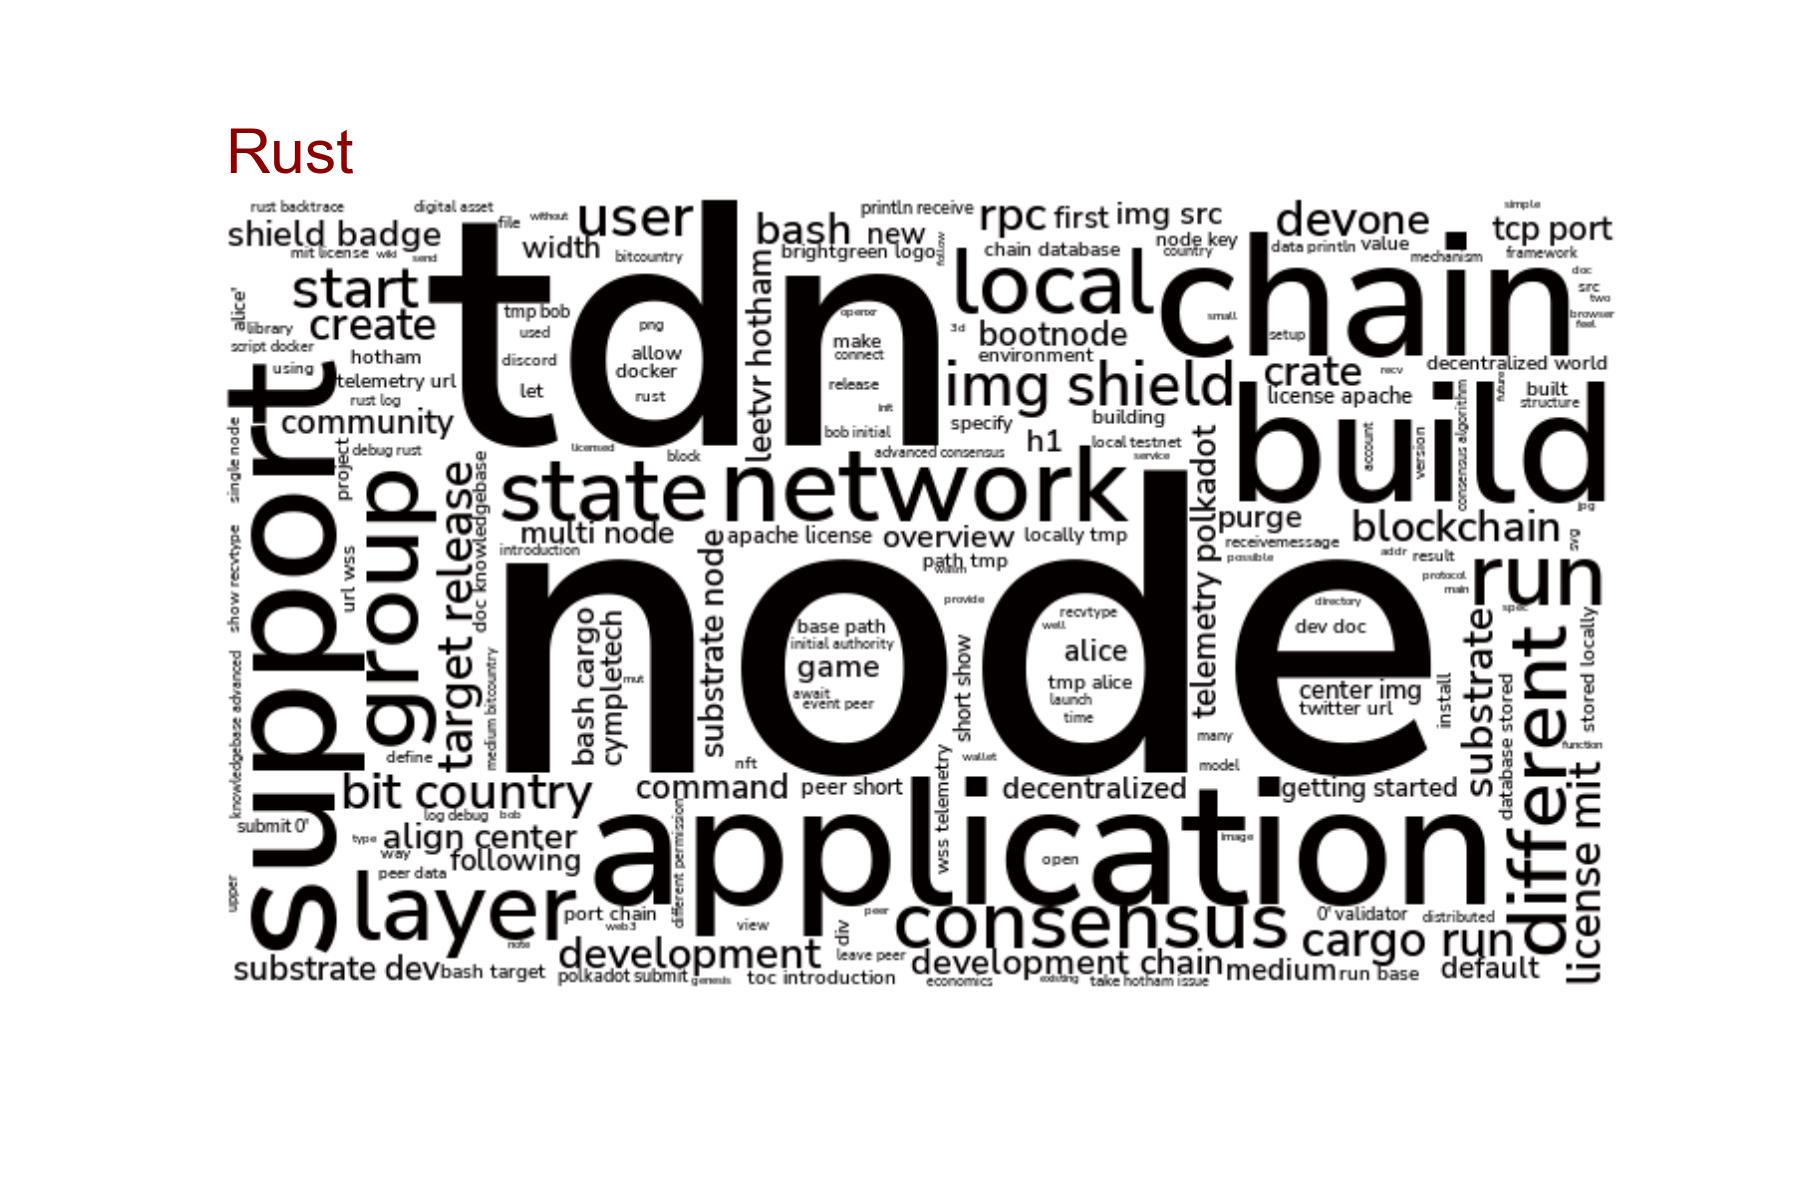 Rust
rust backtrace
digital asset
file
without
user
println receive
rpc
first
img src
devone
simple
tcp port
shield badge
width
bash
new
node key
data println
value
mit license
wiki
send
bitcountry
brightgreen logo
follow
chain database
country
mechanism
framework
start
tdn
local
chain
doc
src
two
browser
feel
alice'
library
create
tmp bob
used
png
openxr
3d
bootnode
small
setup
script docker
hotham
discord
allow
docker
make
connect
environment
using
telemetry url
let
rust
release
init
leetvr hotham
img shield
crate
recv
decentralized world
rust log
license apache
future
built
structure
community
bob initial
specify
building
build
debug rust
licensed
block
advanced consensus
h1
local testnet
service
account
version
consensus algorithm
single node
project
support
group
target release
doc knowledgebase
state
network
telemetry polkadot
purge
blockchain
jpg
svg
multi node
apache license
overview
locally tmp
receivemessage
possible
addr
result
introduction
path tmp
run
show recvtype
url wss
node
substrate node
provide
recvtype
well
directory
protocol
main
spec
bash cargo
cympletech
base path
initial authority
game
alice
dev doc
substrate
different
stored locally
mut
await
event peer
short show
tmp alice
launch
time
center img
twitter url
install
database stored
knowledgebase advanced
medium bitcountry
define
nft
wallet
many
model
function
bit country
command
peer short
decentralized
getting started
license mit
log debug
bob
submit 0'
type
align center
way
following
different permission
application
wss telemetry
open
image
peer data
upper
layer
port chain
web3
view
div
peer
consensus
0' validator
distributed
note
development
leave peer
development chain
cargo run
substrate dev
bash target
polkadot submit
genesis
toc introduction
economics
existing
take hotham issue
medium
run base
default